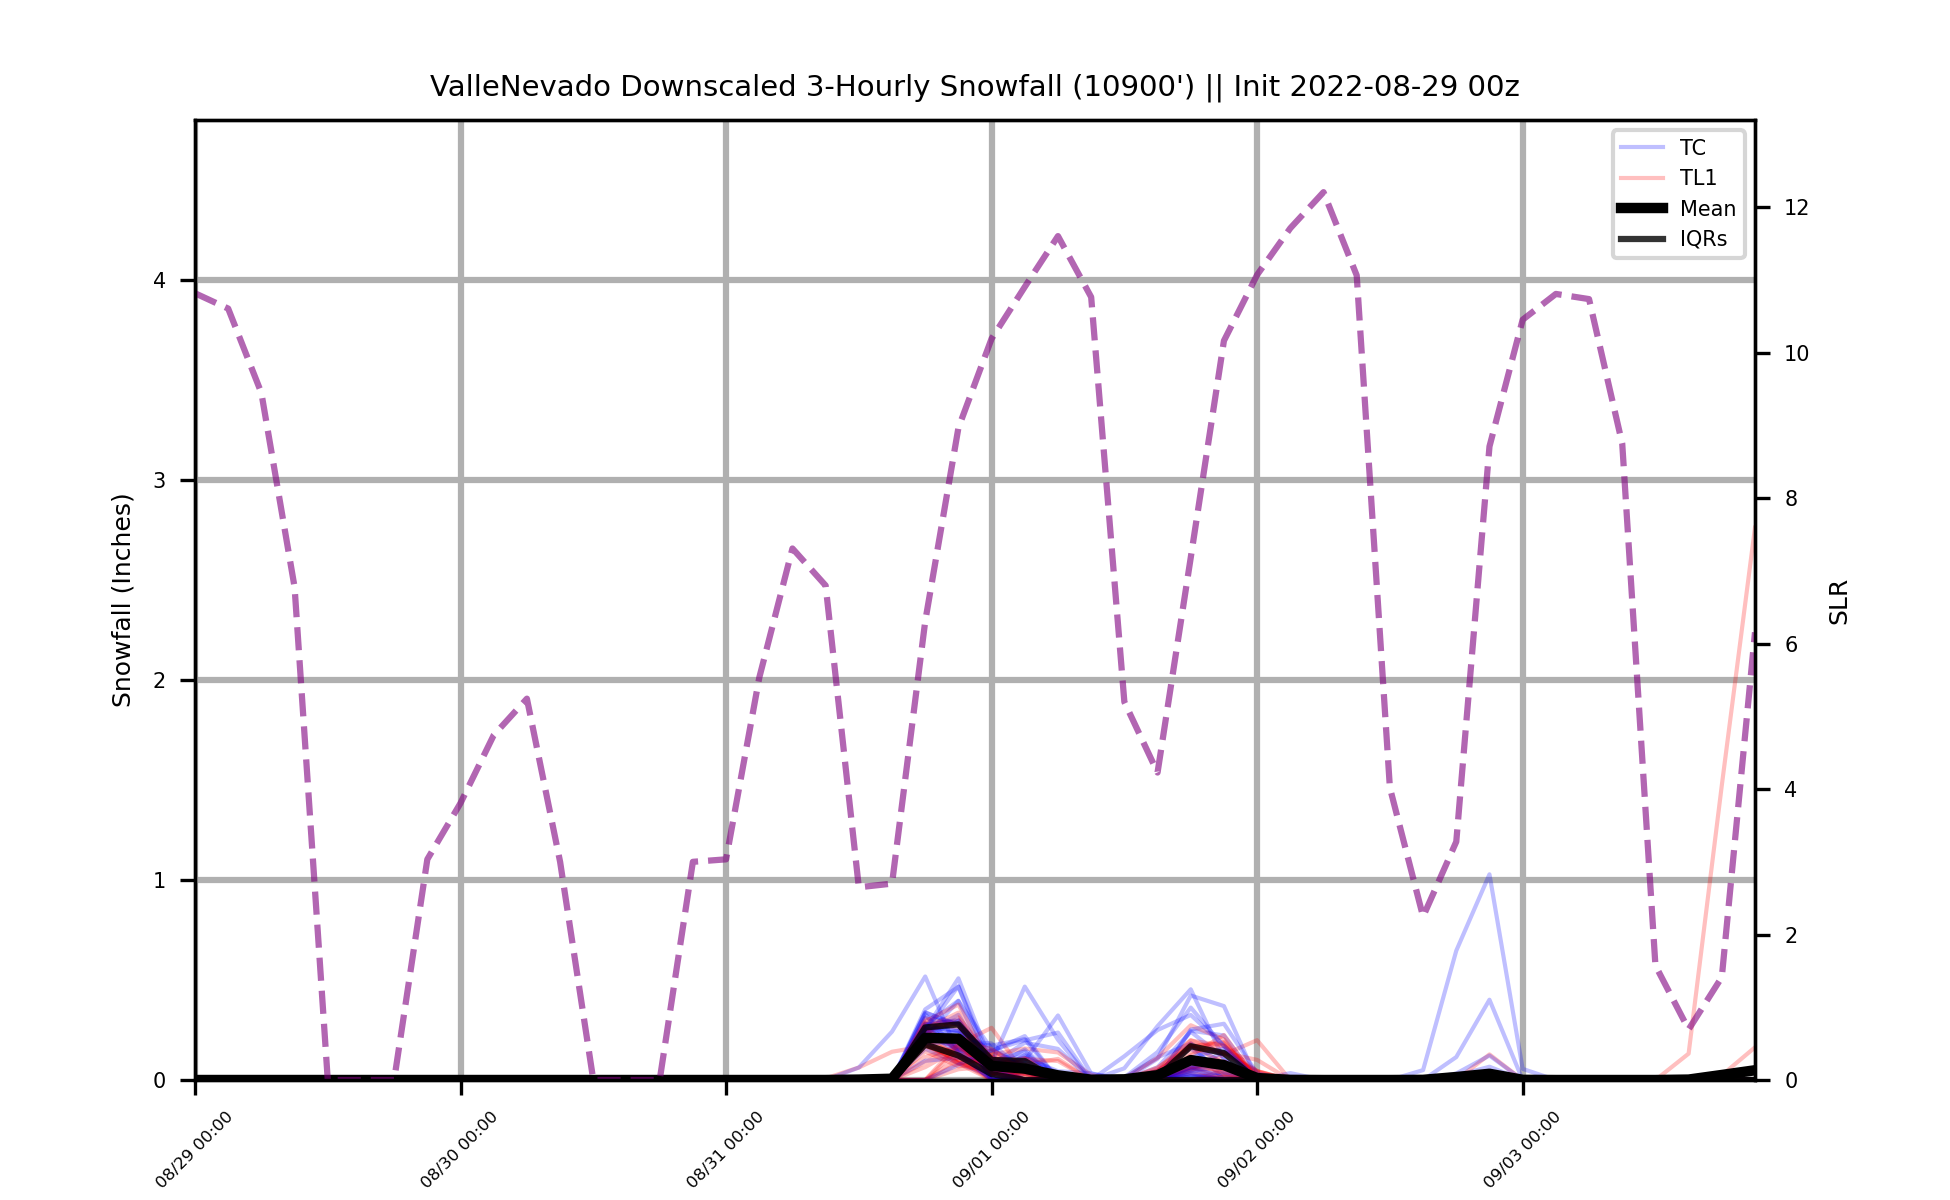 ValleNevado Downscaled 3-Hourly Snowfall (10900') || Init 2022-08-29 00z
TC
TL1
Mean
IQRs
Snowfall (Inches)
4
3
2
1
0
SLR
12
10
8
6
4
2
0
08/29 00:00
08/30 00:00
08/31 00:00
09/01 00:00
09/02 00:00
09/03 00:00